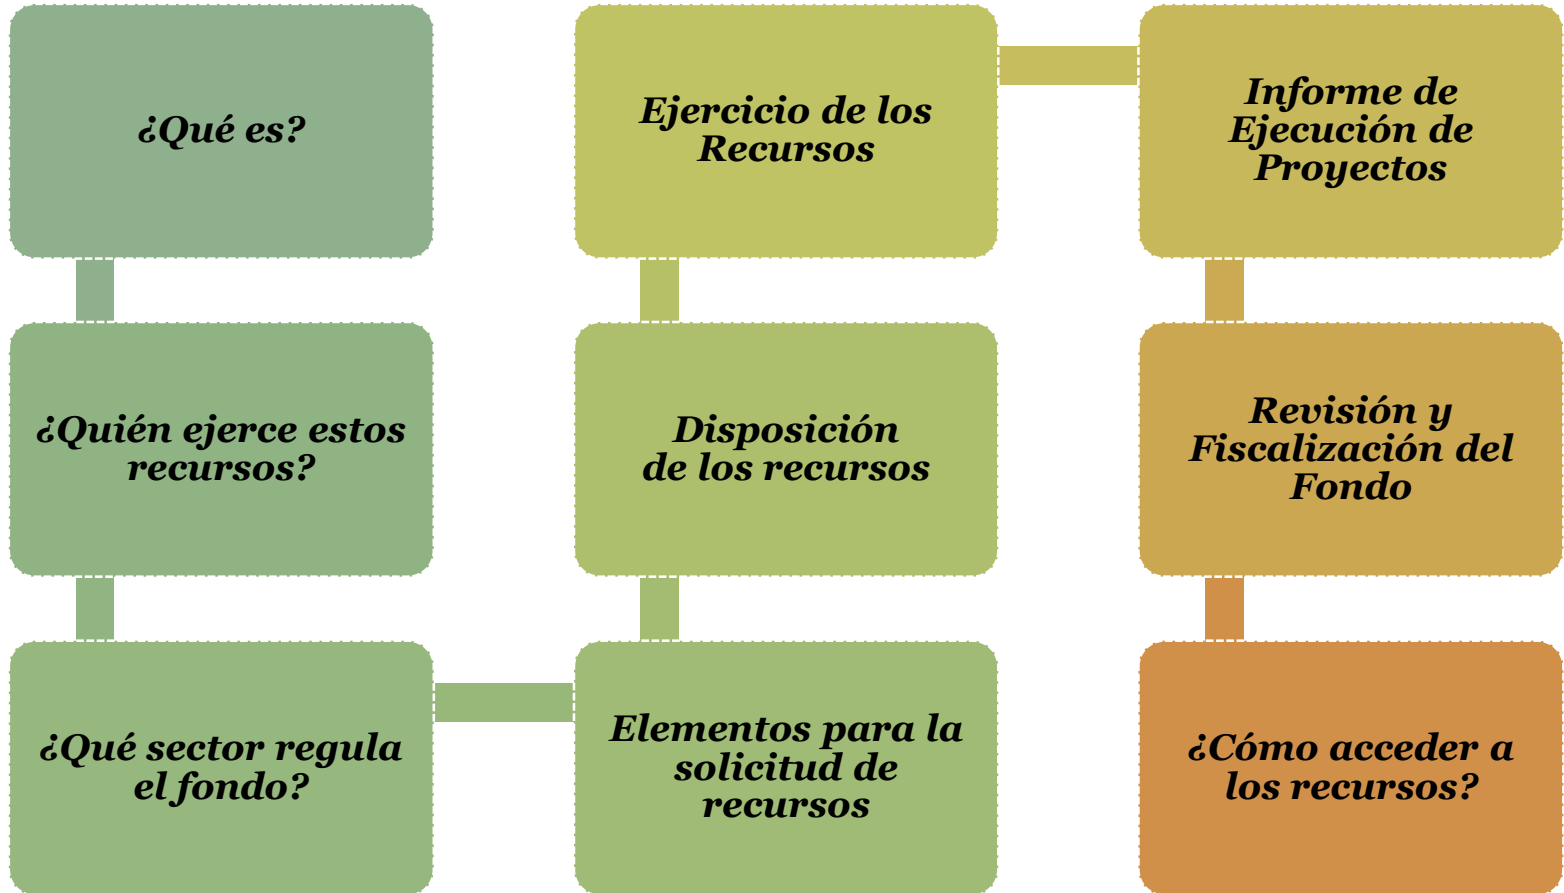 ¿Qué es?
¿Quién ejerce estos
recursos?
¿Qué sector regula
el fondo?
Elementos para la
solicitud de
recursos
Disposición
de los recursos
Ejercicio de los
Recursos
Informe de
Ejecución de
Proyectos
Revisión y
Fiscalización del
Fondo
¿Cómo acceder a
los recursos?